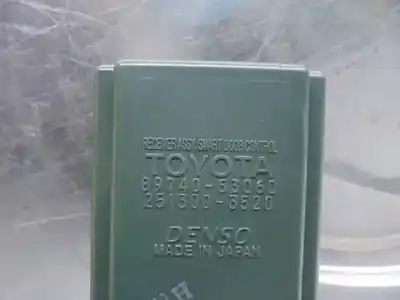 RECEIVER ASSY, SMART DOOR CONTROL
TOYOTA
89740-53060
251300-3520
DENSO
MADE IN JAPAN